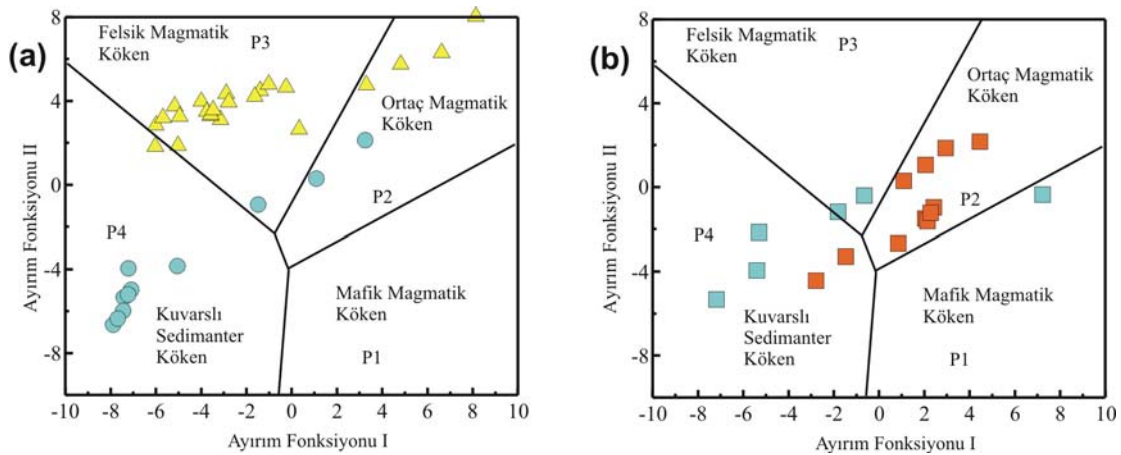 (a)
8
4
0
-4
-8
-10
-8
-6
-4
-2
0
2
4
6
8
10
Ayırım Fonksiyonu II
Ayırım Fonksiyonu I
Felsik Magmatik
Köken
P3
Ortaç Magmatik
Köken
P2
P4
Kuvarslı
Sedimanter
Köken
Mafik Magmatik
Köken
P1
(b)
8
4
0
-4
-8
-10
-8
-6
-4
-2
0
2
4
6
8
10
Ayırım Fonksiyonu II
Ayırım Fonksiyonu I
Felsik Magmatik
Köken
P3
Ortaç Magmatik
Köken
P2
P4
Kuvarslı
Sedimanter
Köken
Mafik Magmatik
Köken
P1